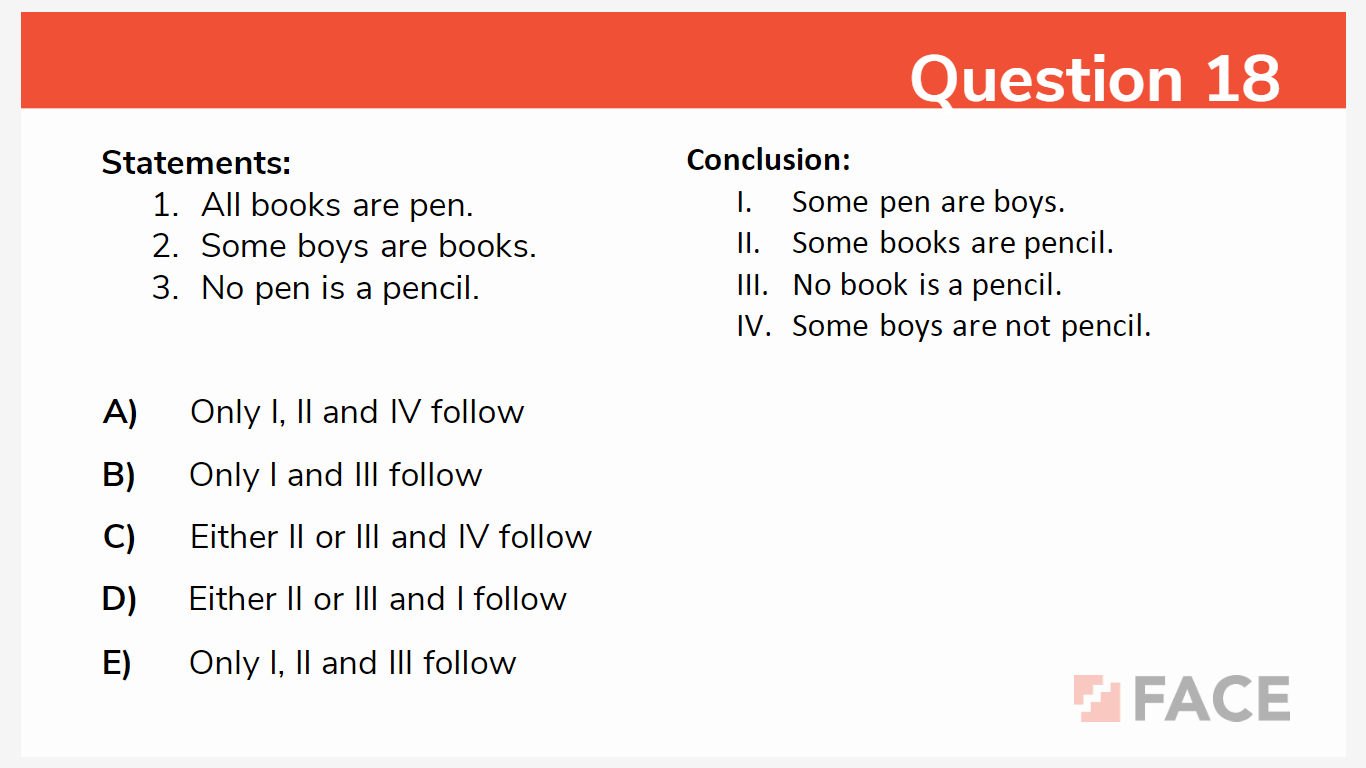 Question 18
Statements:
1. All books are pen.
2. Some boys are books.
3. No pen is a pencil.
Conclusion:
I. Some pen are boys.
II. Some books are pencil.
III. No book is a pencil.
IV. Some boys are not pencil.
A) Only I, II and IV follow
B) Only I and III follow
C) Either II or III and IV follow
D) Either II or III and I follow
E) Only I, II and III follow
FACE